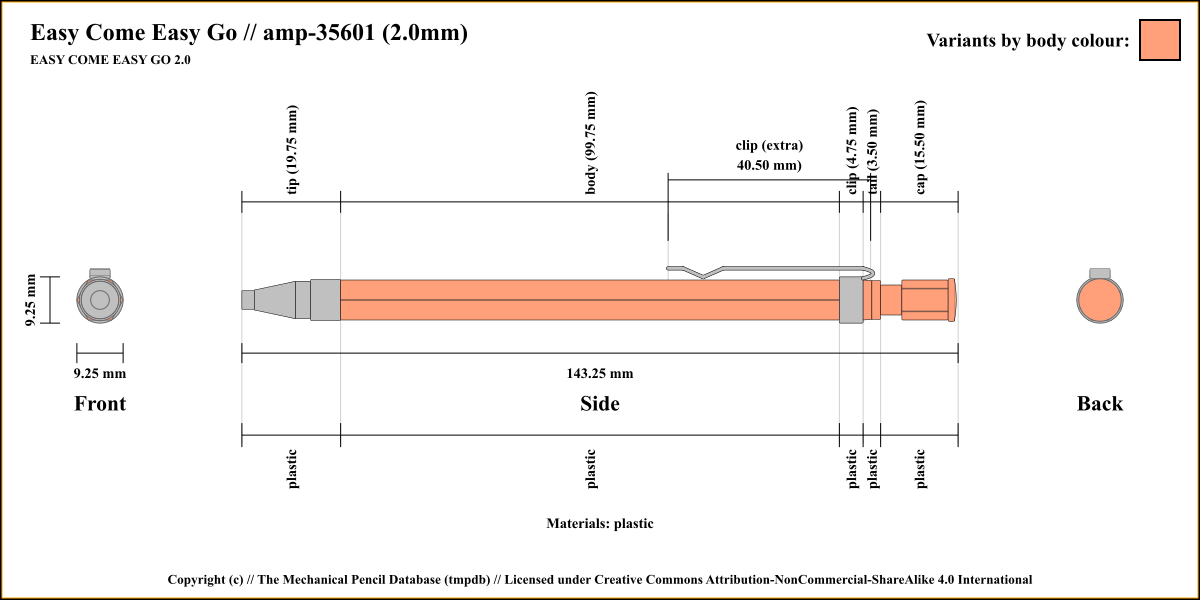 Easy Come Easy Go // amp-35601 (2.0mm)
EASY COME EASY GO 2.0
Variants by body colour:
tip (19.75 mm)
body (99.75 mm)
clip (extra)
40.50 mm)
clip (4.75 mm)
tail (3.50 mm)
cap (15.50 mm)
9.25 mm
9.25 mm
143.25 mm
Front
Side
Back
plastic
plastic
plastic
plastic
plastic
Materials: plastic
Copyright (c) // The Mechanical Pencil Database (tmpdb) // Licensed under Creative Commons Attribution-NonCommercial-ShareAlike 4.0 International